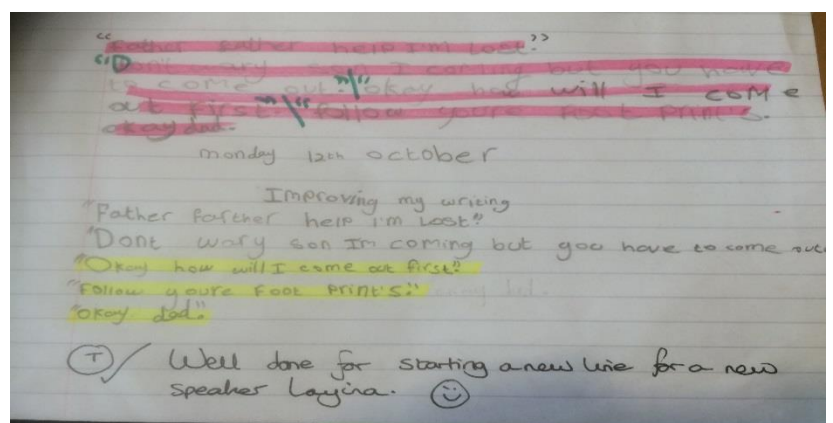 "Father father help I'm Lost."
"Dont wary son I coming but you have
to come out." \ "okay how will I come
out first." \ "follow youre foot Print's.
okay dad.
monday 12th october
Improving my writing
"Father farther help I'm Lost."
"Dont wary son Im coming but you have to come out
"Okay how will I come out first."
"Follow youre Foot Print's."
"okay dad."
T ✓ Well done for starting a new line for a new
speaker Layina. ☺